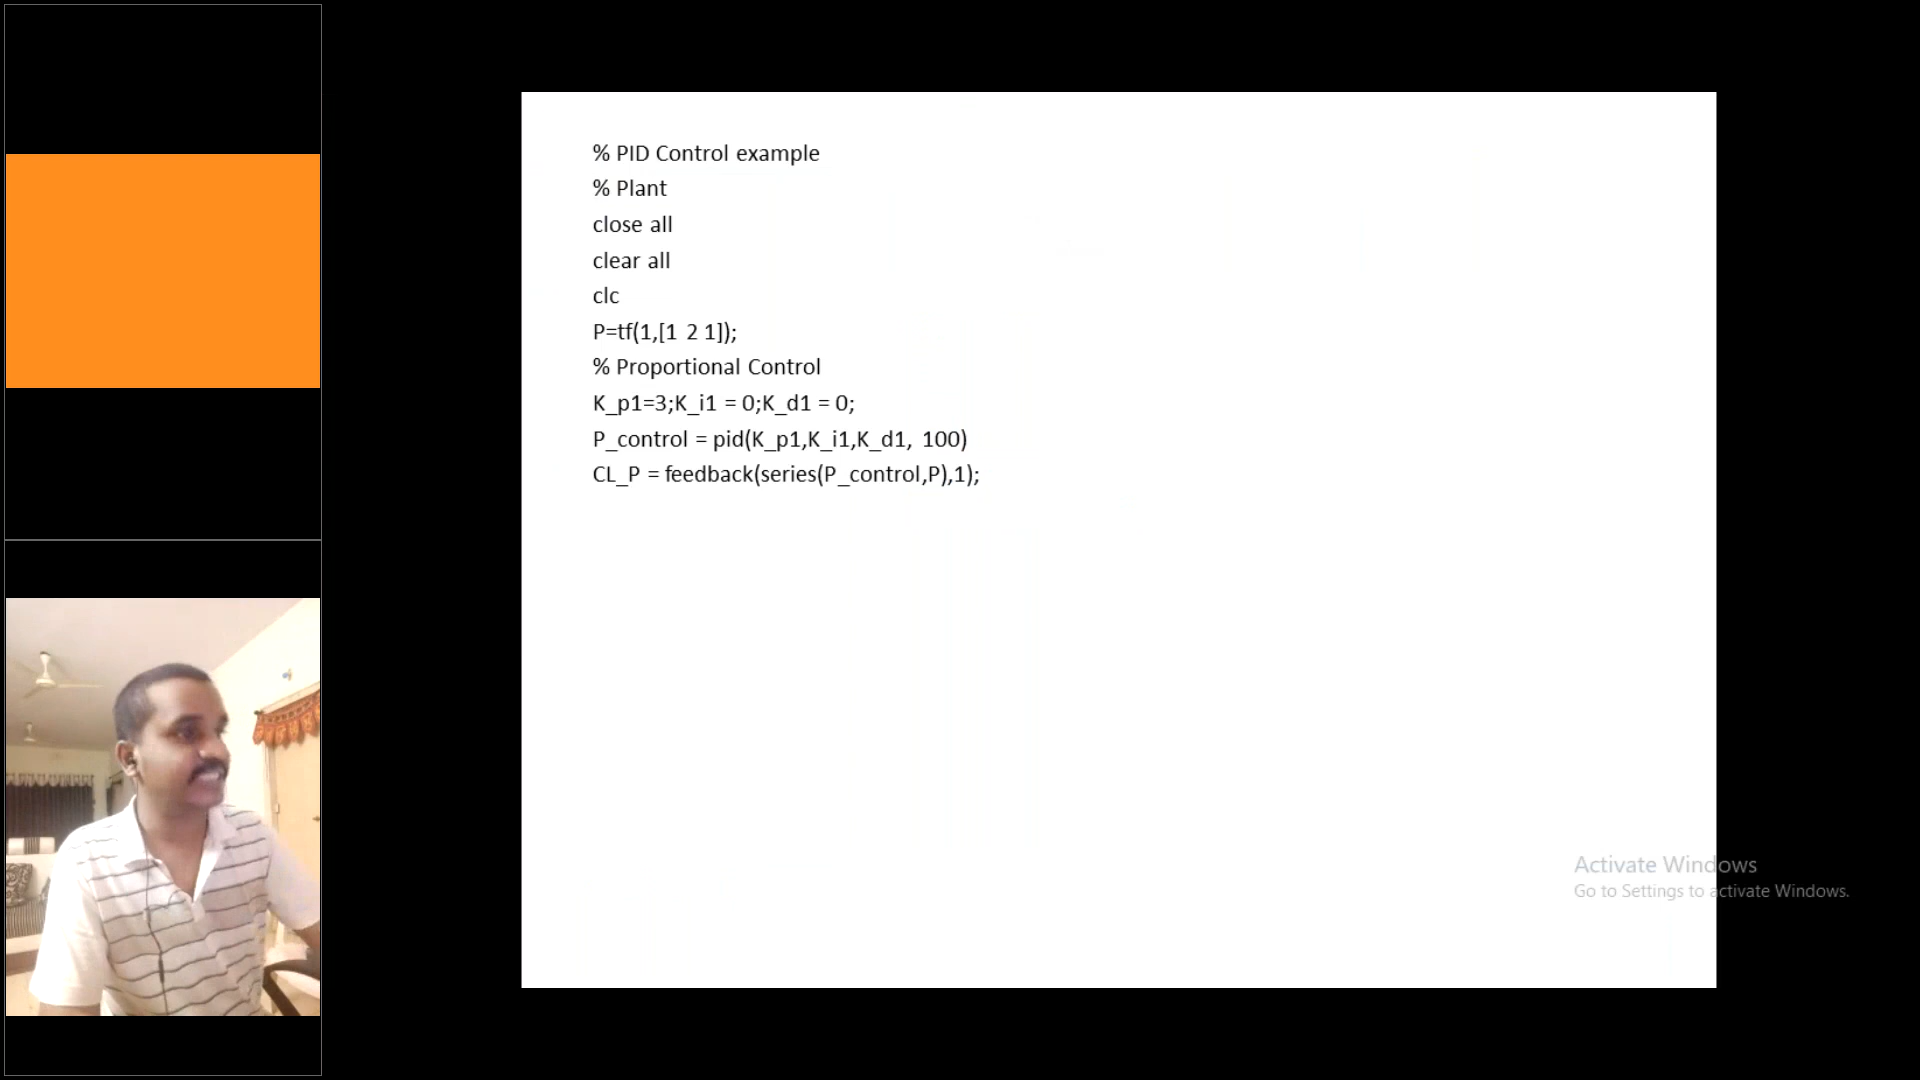 % PID Control example
% Plant
close all
clear all
clc
P=tf(1,[1 2 1]);
% Proportional Control
K_p1=3;K_i1 = 0;K_d1 = 0;
P_control = pid(K_p1,K_i1,K_d1, 100)
CL_P = feedback(series(P_control,P),1);
Activate Windows
Go to Settings to activate Windows.